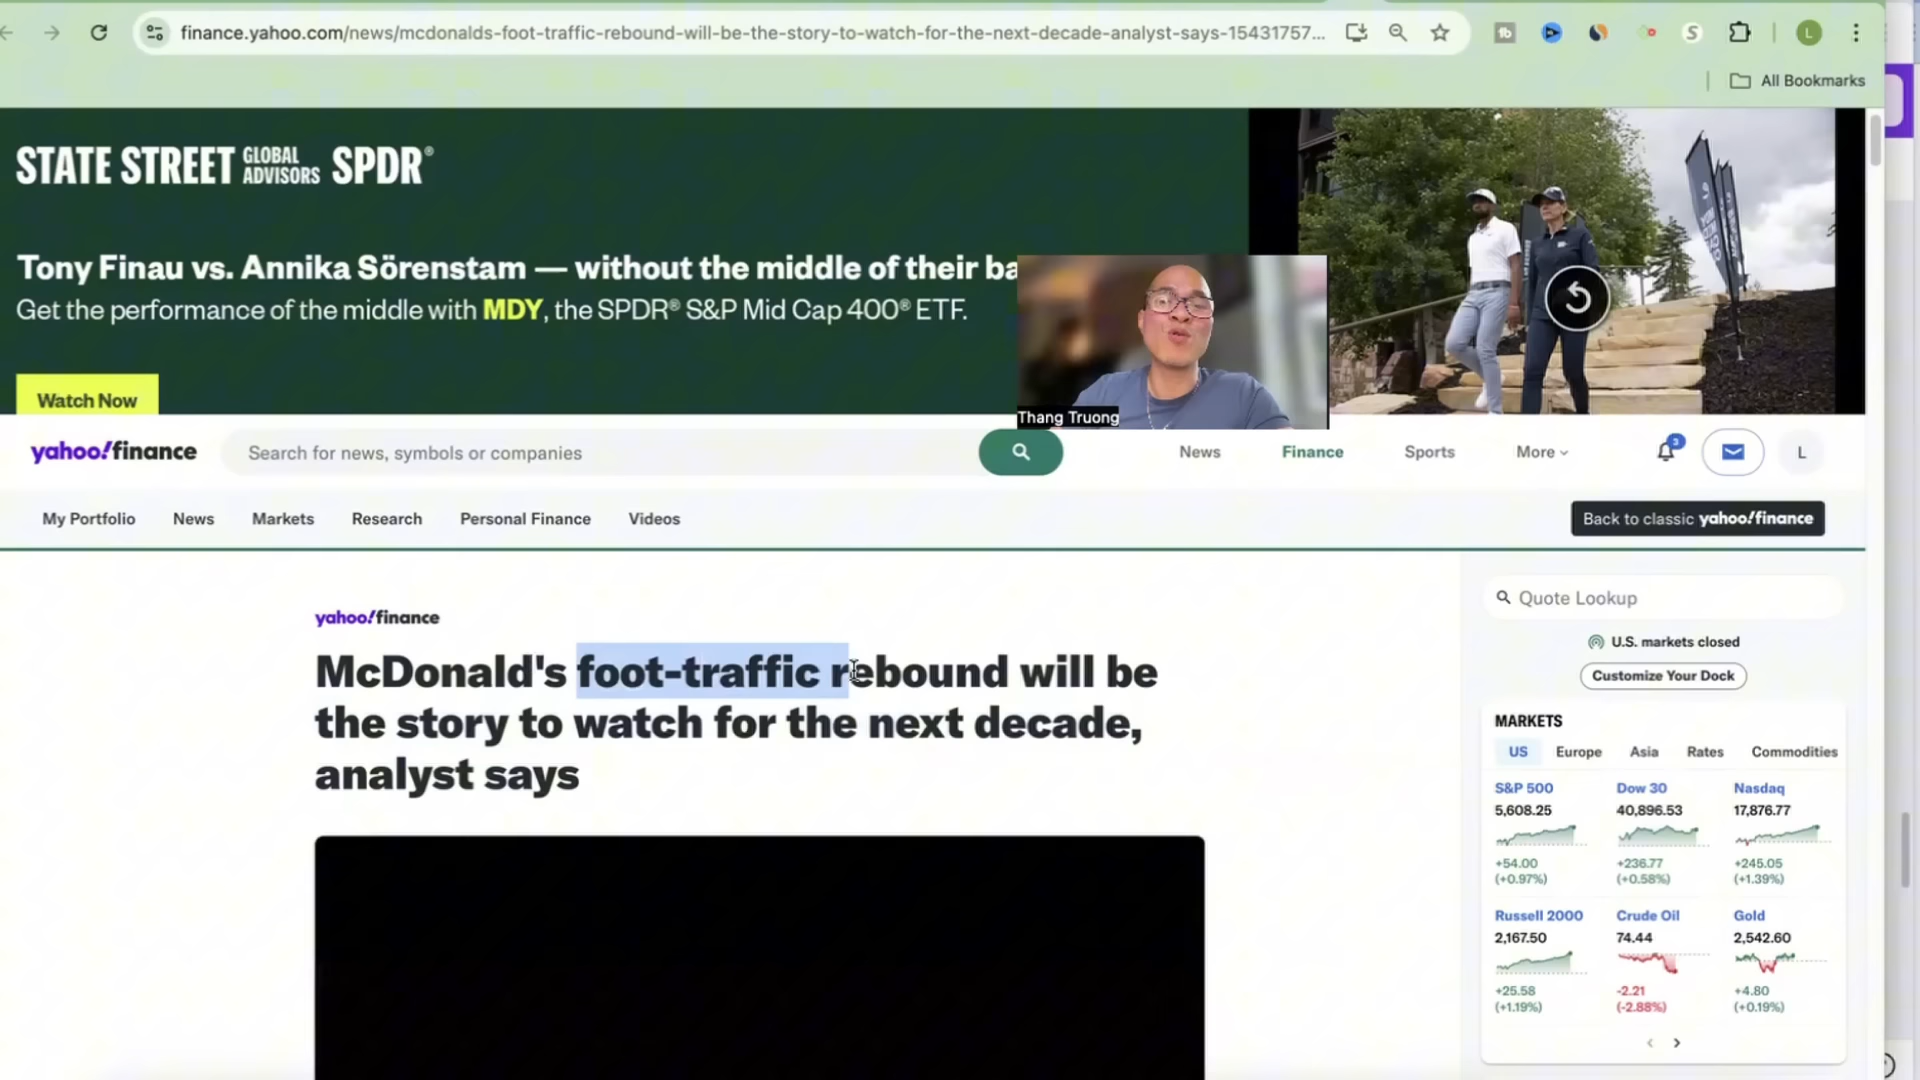 finance.yahoo.com/news/mcdonalds-foot-traffic-rebound-will-be-the-story-to-watch-for-the-next-decade-analyst-says-15431757...
L
All Bookmarks
STATE STREET GLOBAL ADVISORS SPDR®
Tony Finau vs. Annika Sörenstam — without the middle of their ba
Get the performance of the middle with MDY, the SPDR® S&P Mid Cap 400® ETF.
Watch Now
Thang Truong
yahoo!finance
Search for news, symbols or companies
News Finance Sports More
3
L
My Portfolio News Markets Research Personal Finance Videos
Back to classic yahoo!finance
yahoo!finance
McDonald's foot-traffic rebound will be
the story to watch for the next decade,
analyst says
Quote Lookup
U.S. markets closed
Customize Your Dock
MARKETS
US Europe Asia Rates Commodities
S&P 500 Dow 30 Nasdaq
5,608.25 40,896.53 17,876.77
+54.00 +236.77 +245.05
(+0.97%) (+0.58%) (+1.39%)
Russell 2000 Crude Oil Gold
2,167.50 74.44 2,542.60
+25.58 -2.21 +4.80
(+1.19%) (-2.88%) (+0.19%)